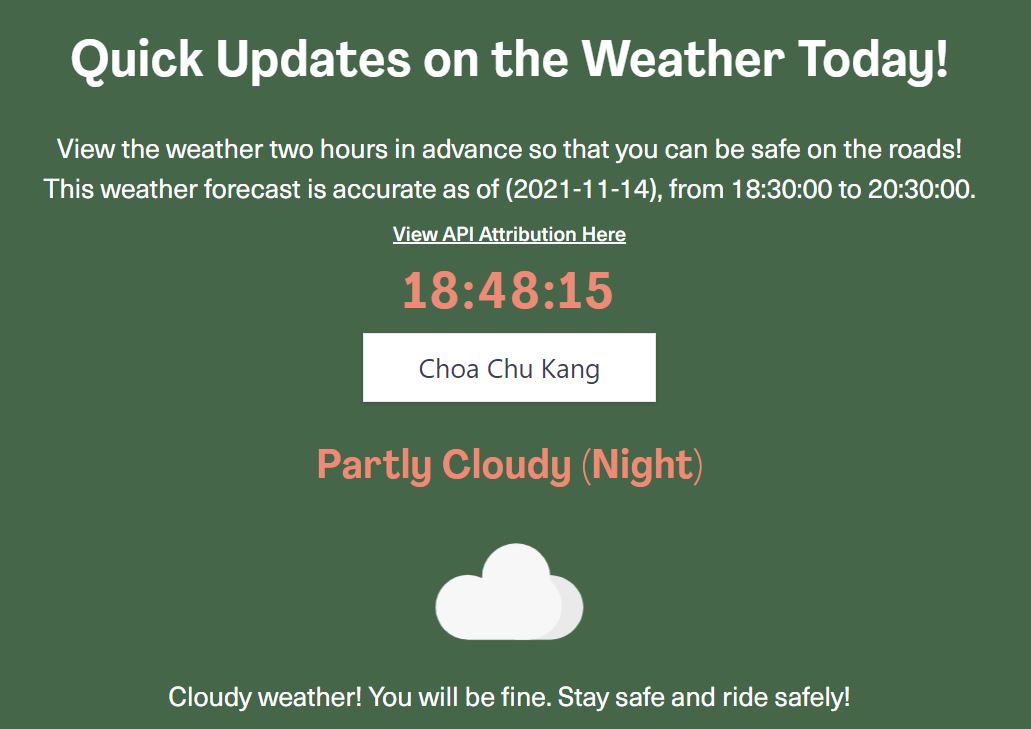 Quick Updates on the Weather Today!
View the weather two hours in advance so that you can be safe on the roads!
This weather forecast is accurate as of (2021-11-14), from 18:30:00 to 20:30:00.
View API Attribution Here
18:48:15
Choa Chu Kang
Partly Cloudy (Night)
Cloudy weather! You will be fine. Stay safe and ride safely!